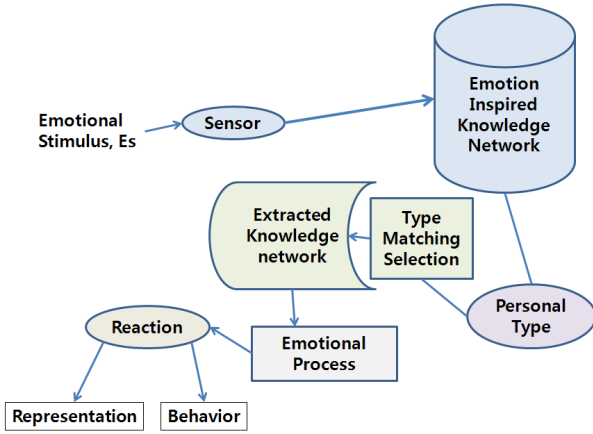 Emotional
Stimulus, Es
Sensor
Emotion
Inspired
Knowledge
Network
Extracted
Knowledge
network
Type
Matching
Selection
Personal
Type
Reaction
Emotional
Process
Representation
Behavior